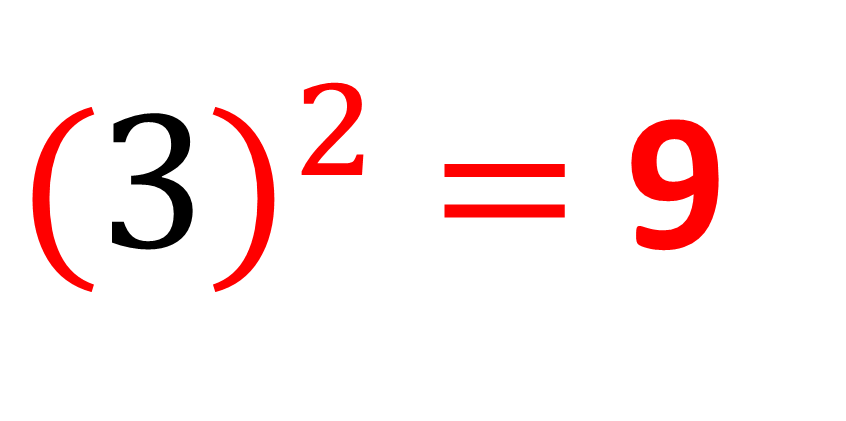 (3)² = 9